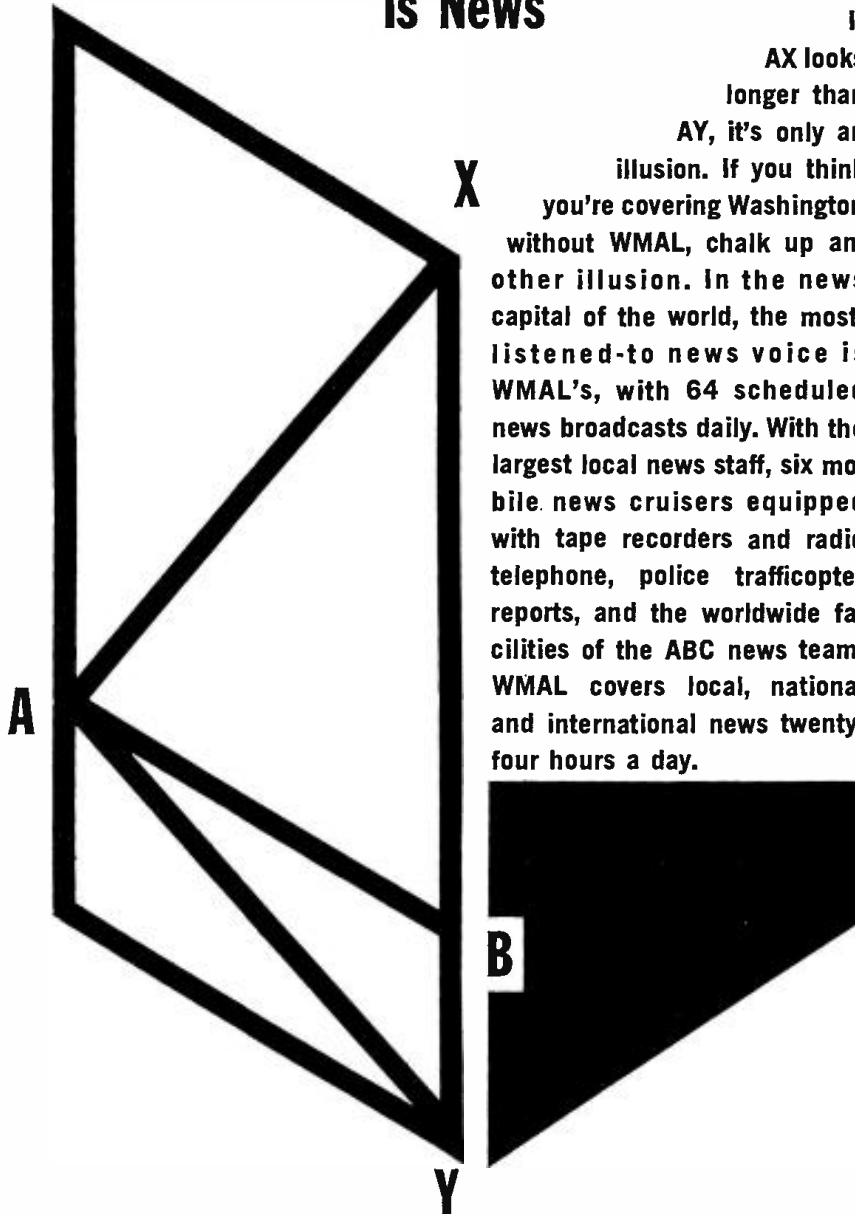 is News
AX looks
longer than
AY, it's only an
illusion. If you think
X
you're covering Washington
without WMAL, chalk up an
other illusion. In the news
capital of the world, the most
listened-to news voice is
WMAL's, with 64 scheduled
news broadcasts daily. With the
largest local news staff, six mo
bile news cruisers equipped
with tape recorders and radio
telephone, police trafficopter
reports, and the worldwide fa
cilities of the ABC news team
WMAL covers local, national
A
and international news twenty-
four hours a day.
B
Y